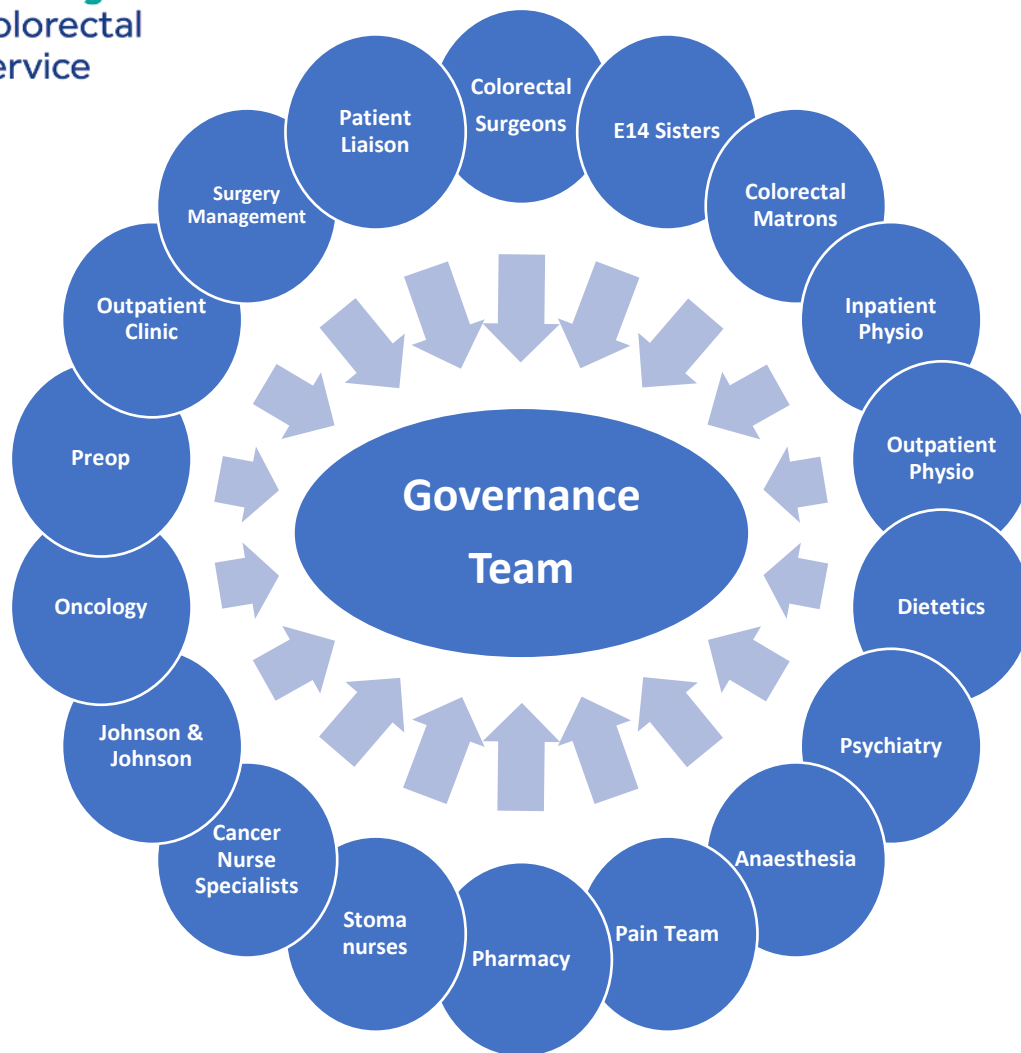 olorectal
ervice
Colorectal
Surgeons
E14 Sisters
Colorectal
Matrons
Inpatient
Physio
Outpatient
Physio
Dietetics
Psychiatry
Anaesthesia
Pain Team
Pharmacy
Stoma
nurses
Cancer
Nurse
Specialists
Johnson &
Johnson
Oncology
Preop
Outpatient
Clinic
Surgery
Management
Patient
Liaison
Governance
Team